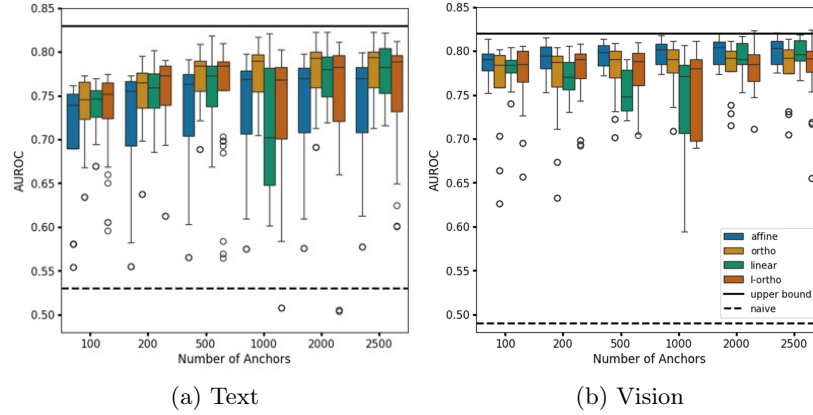 0.85
0.80
0.75
0.70
0.65
0.60
0.55
0.50
AUROC
100 200 500 1000 2000 2500
Number of Anchors
(a) Text
0.85
0.80
0.75
0.70
0.65
0.60
0.55
0.50
AUROC
affine
ortho
linear
l-ortho
upper bound
naive
100 200 500 1000 2000 2500
Number of Anchors
(b) Vision